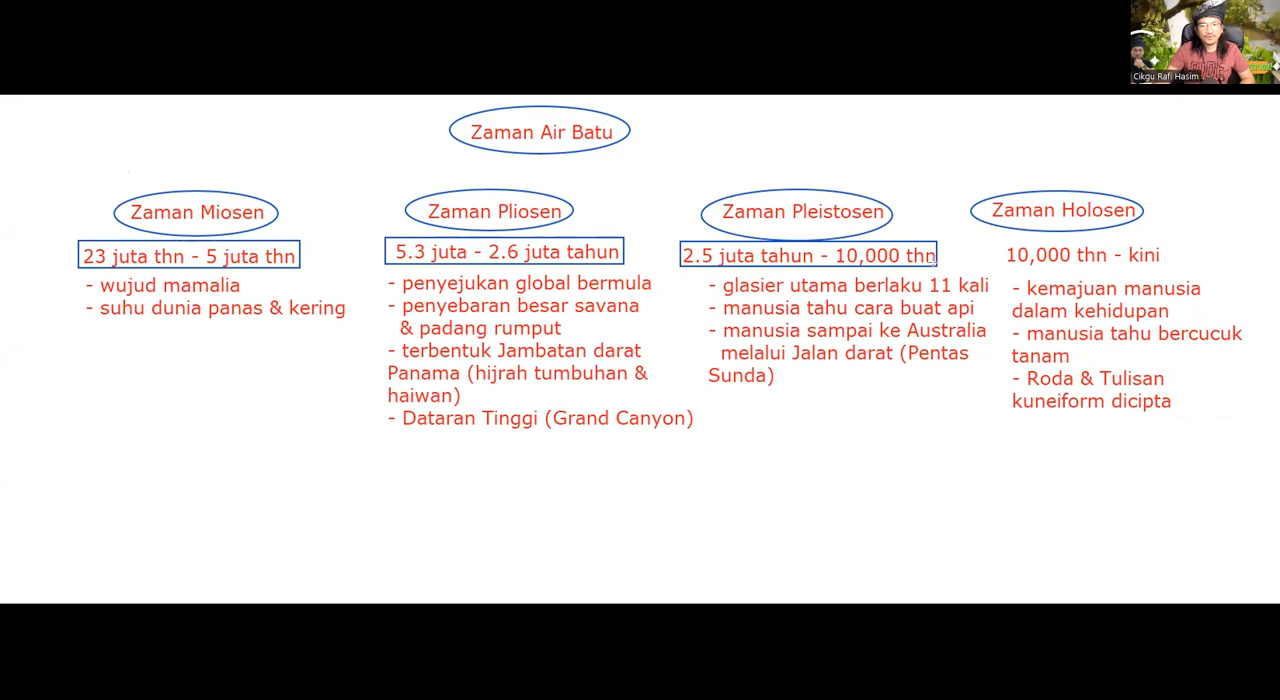 Cikgu Rafi Hasim
Zaman Air Batu
Zaman Miosen
23 juta thn - 5 juta thn
- wujud mamalia
- suhu dunia panas & kering
Zaman Pliosen
5.3 juta - 2.6 juta tahun
- penyejukan global bermula
- penyebaran besar savana
& padang rumput
- terbentuk Jambatan darat
Panama (hijrah tumbuhan &
haiwan)
- Dataran Tinggi (Grand Canyon)
Zaman Pleistosen
2.5 juta tahun - 10,000 thn
- glasier utama berlaku 11 kali
- manusia tahu cara buat api
- manusia sampai ke Australia
melalui Jalan darat (Pentas
Sunda)
Zaman Holosen
10,000 thn - kini
- kemajuan manusia
dalam kehidupan
- manusia tahu bercucuk
tanam
- Roda & Tulisan
kuneiform dicipta